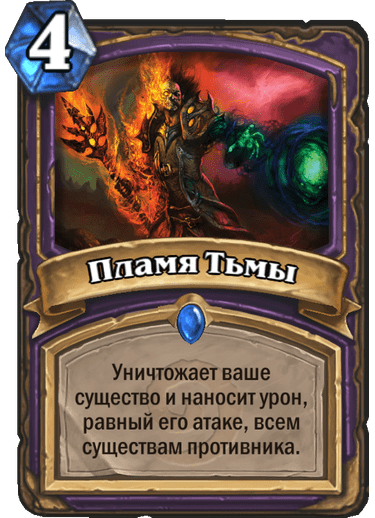 4
Пламя Тьмы
Уничтожает ваше
существо и наносит урон,
равный его атаке, всем
существам противника.